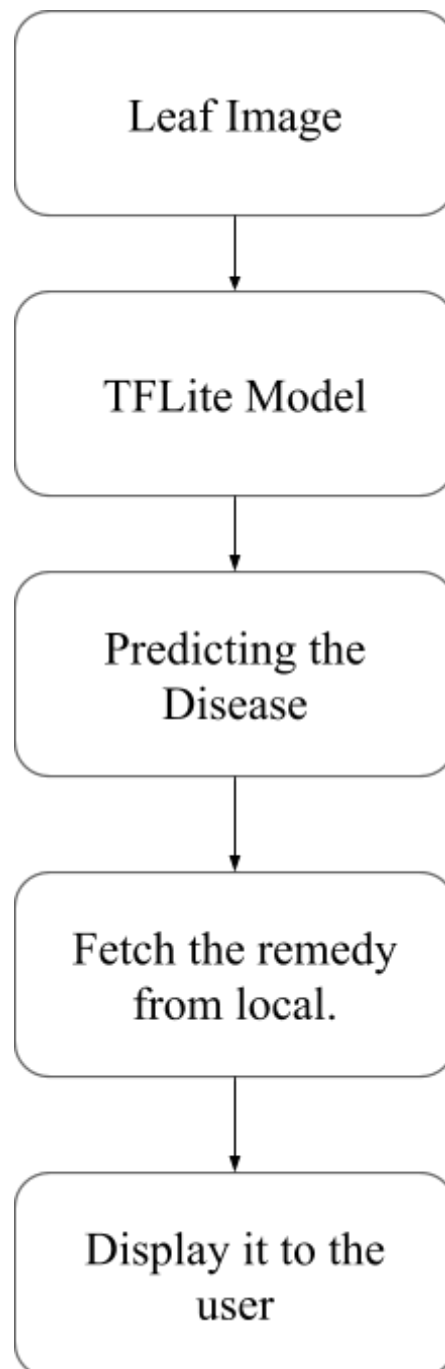 Leaf Image
TFLite Model
Predicting the
Disease
Fetch the remedy
from local.
Display it to the
user